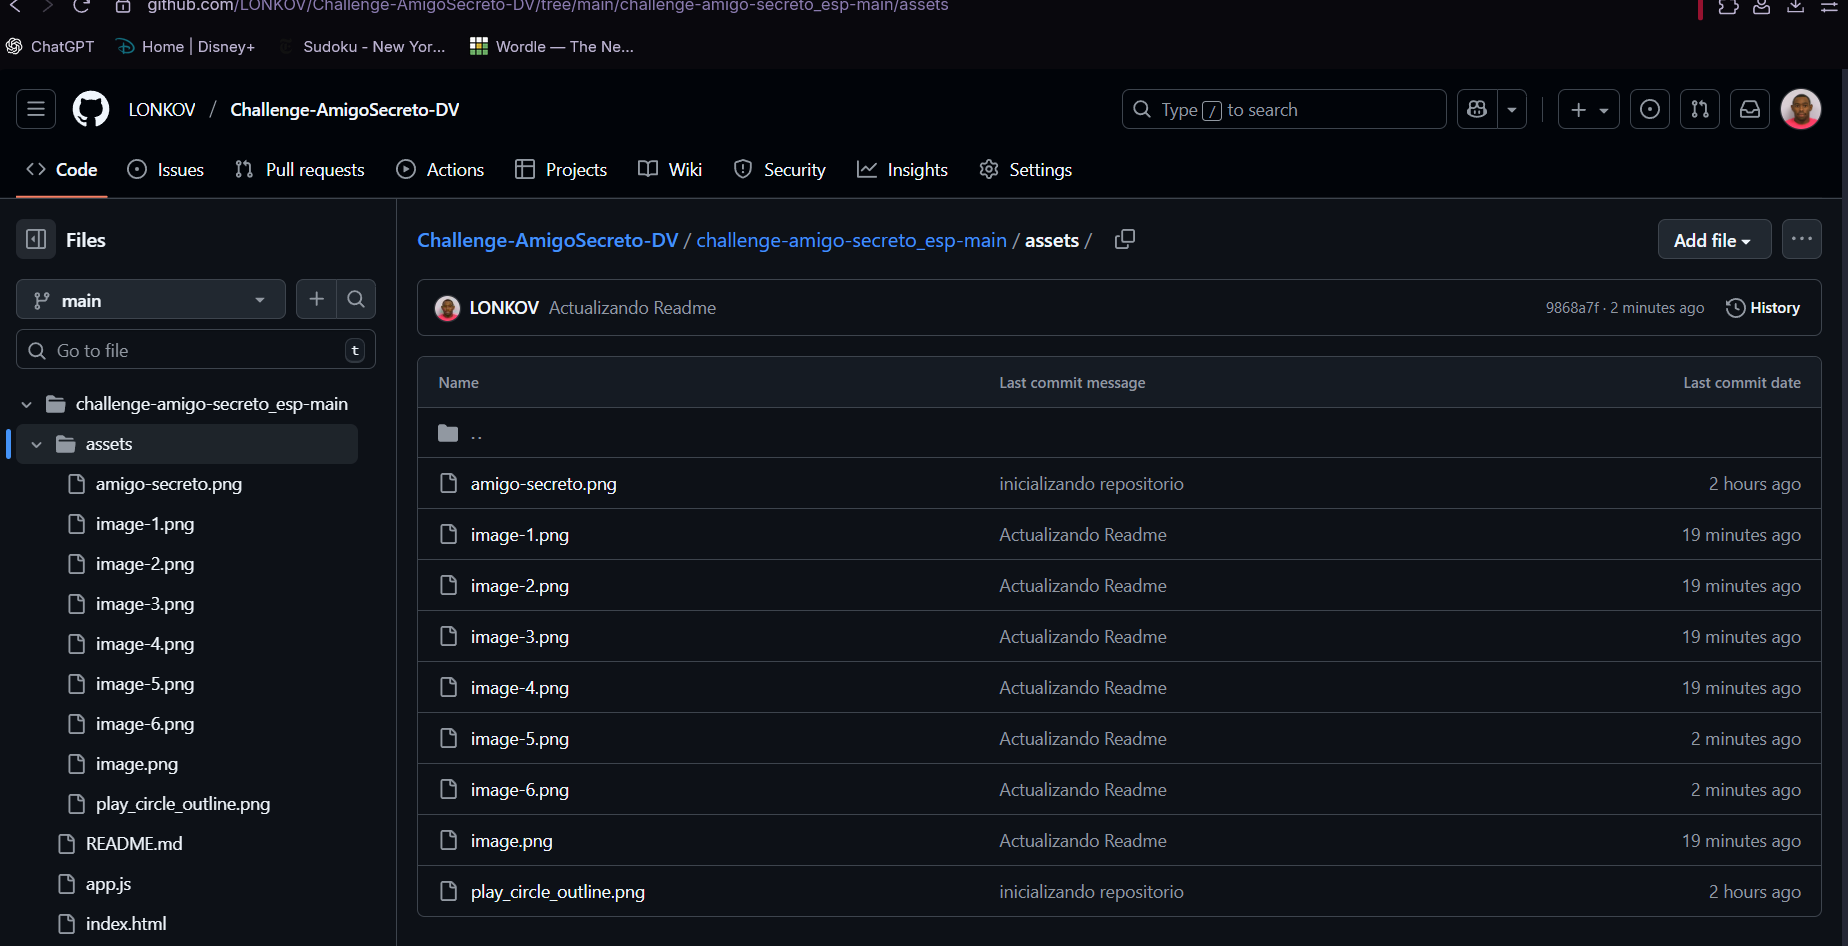 github.com/LONKOV/Challenge-AmigoSecreto-DV/tree/main/challenge-amigo-secreto_esp-main/assets
ChatGPT Home | Disney+ Sudoku - New Yor... Wordle — The Ne...
LONKOV / Challenge-AmigoSecreto-DV
Type / to search
Code Issues Pull requests Actions Projects Wiki Security Insights Settings
Files
main
Go to file t
challenge-amigo-secreto_esp-main
assets
amigo-secreto.png
image-1.png
image-2.png
image-3.png
image-4.png
image-5.png
image-6.png
image.png
play_circle_outline.png
README.md
app.js
index.html
Challenge-AmigoSecreto-DV / challenge-amigo-secreto_esp-main / assets /
Add file
LONKOV Actualizando Readme 9868a7f · 2 minutes ago History
Name Last commit message Last commit date
..
amigo-secreto.png inicializando repositorio 2 hours ago
image-1.png Actualizando Readme 19 minutes ago
image-2.png Actualizando Readme 19 minutes ago
image-3.png Actualizando Readme 19 minutes ago
image-4.png Actualizando Readme 19 minutes ago
image-5.png Actualizando Readme 2 minutes ago
image-6.png Actualizando Readme 2 minutes ago
image.png Actualizando Readme 19 minutes ago
play_circle_outline.png inicializando repositorio 2 hours ago